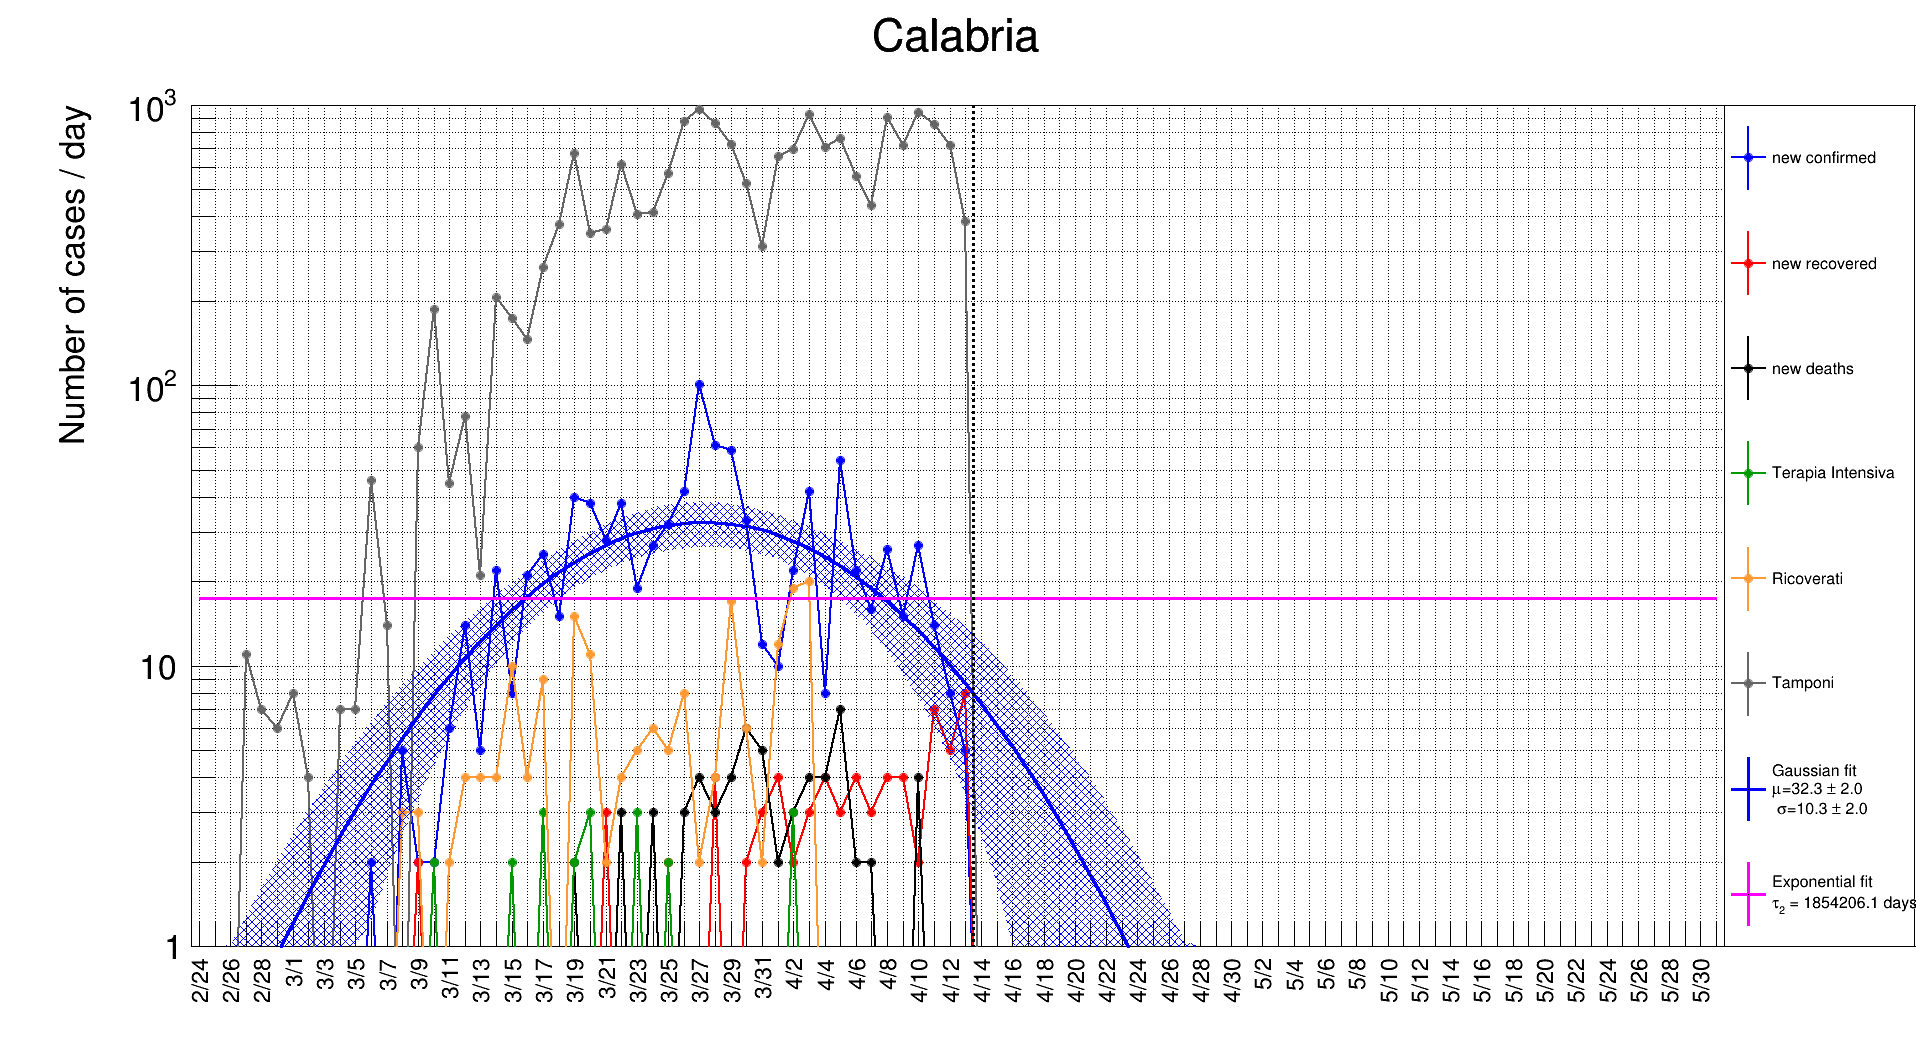 Calabria
Number of cases / day
10³
10²
10
1
2/24 2/26 2/28 3/1 3/3 3/5 3/7 3/9 3/11 3/13 3/15 3/17 3/19 3/21 3/23 3/25 3/27 3/29 3/31 4/2 4/4 4/6 4/8 4/10 4/12 4/14 4/16 4/18 4/20 4/22 4/24 4/26 4/28 4/30 5/2 5/4 5/6 5/8 5/10 5/12 5/14 5/16 5/18 5/20 5/22 5/24 5/26 5/28 5/30
new confirmed
new recovered
new deaths
Terapia Intensiva
Ricoverati
Tamponi
Gaussian fit
μ=32.3 ± 2.0
σ=10.3 ± 2.0
Exponential fit
τ₂ = 1854206.1 days